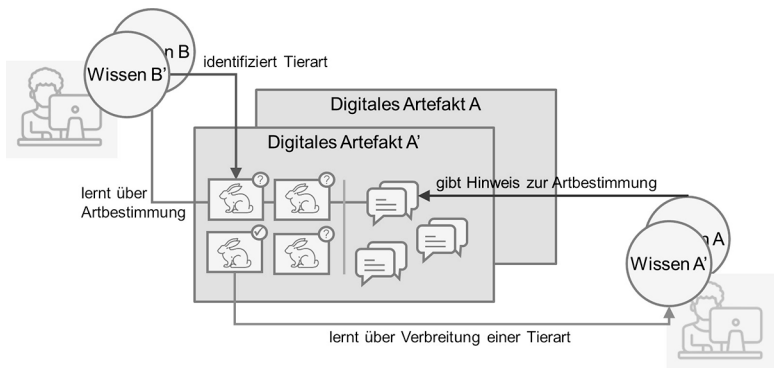 n B
Wissen B'
identifiziert Tierart
Digitales Artefakt A
Digitales Artefakt A'
? ?
lernt über
Artbestimmung
gibt Hinweis zur Artbestimmung
?
n A
Wissen A'
lernt über Verbreitung einer Tierart